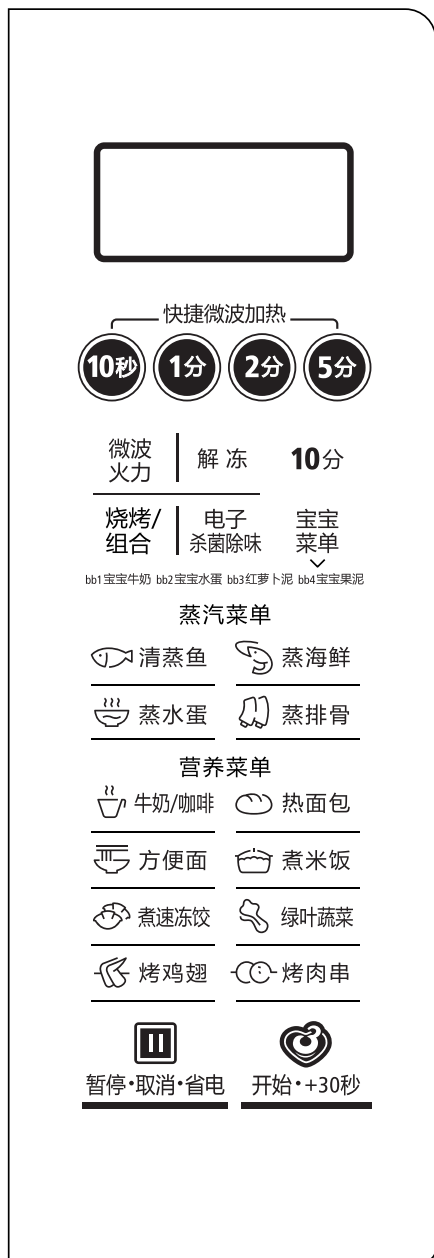 快捷微波加热
10秒 1分 2分 5分
微波火力 解冻 10分
烧烤/组合 电子杀菌除味 宝宝菜单
bb1宝宝牛奶 bb2宝宝水蛋 bb3红萝卜泥 bb4宝宝果泥
蒸汽菜单
清蒸鱼 蒸海鲜
蒸水蛋 蒸排骨
营养菜单
牛奶/咖啡 热面包
方便面 煮米饭
煮速冻饺 绿叶蔬菜
烤鸡翅 烤肉串
暂停·取消·省电 开始·+30秒